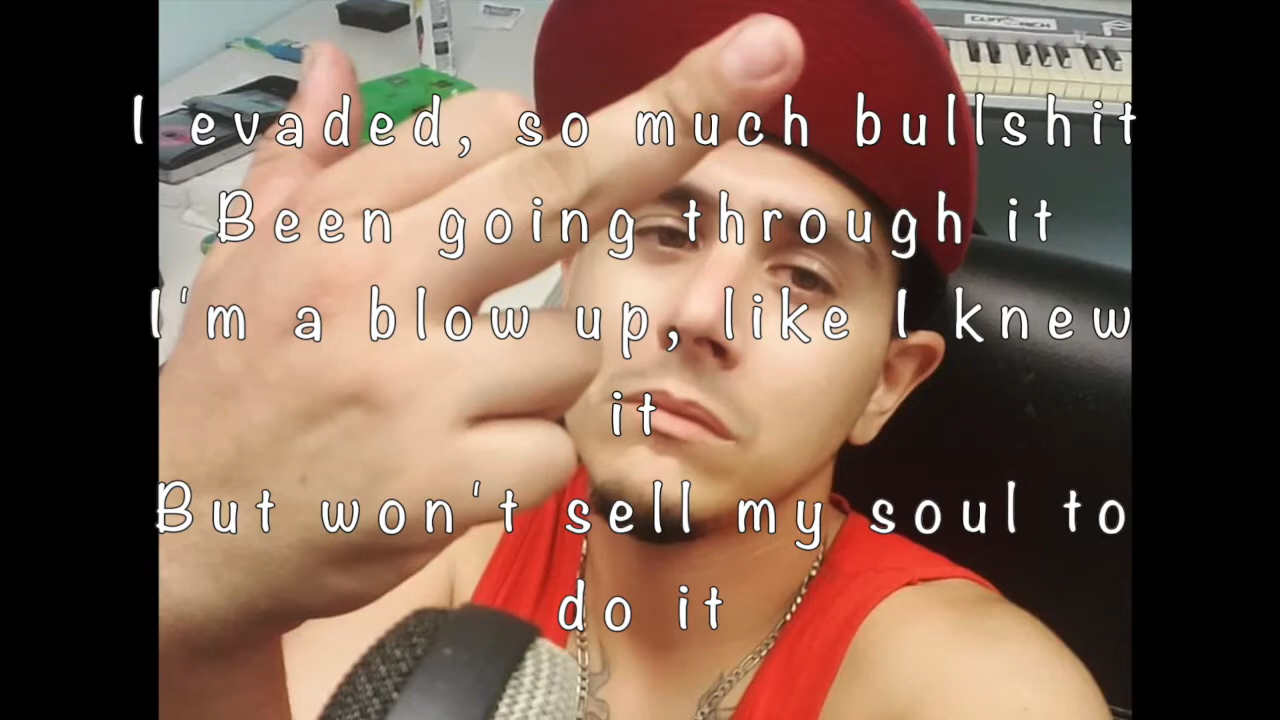 I evaded, so much bullshit
Been going through it
I'm a blow up, like I knew
it
But won't sell my soul to
do it